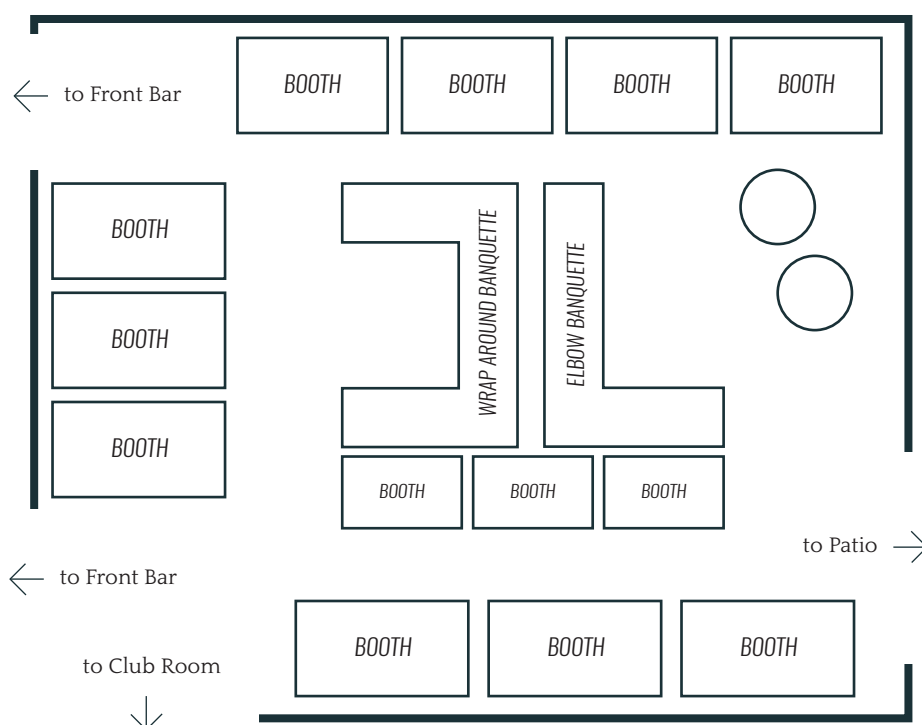 BOOTH
BOOTH
BOOTH
BOOTH
to Front Bar
BOOTH
WRAP AROUND BANQUETTE
ELBOW BANQUETTE
BOOTH
BOOTH
BOOTH
BOOTH
BOOTH
to Patio
to Front Bar
BOOTH
BOOTH
BOOTH
to Club Room